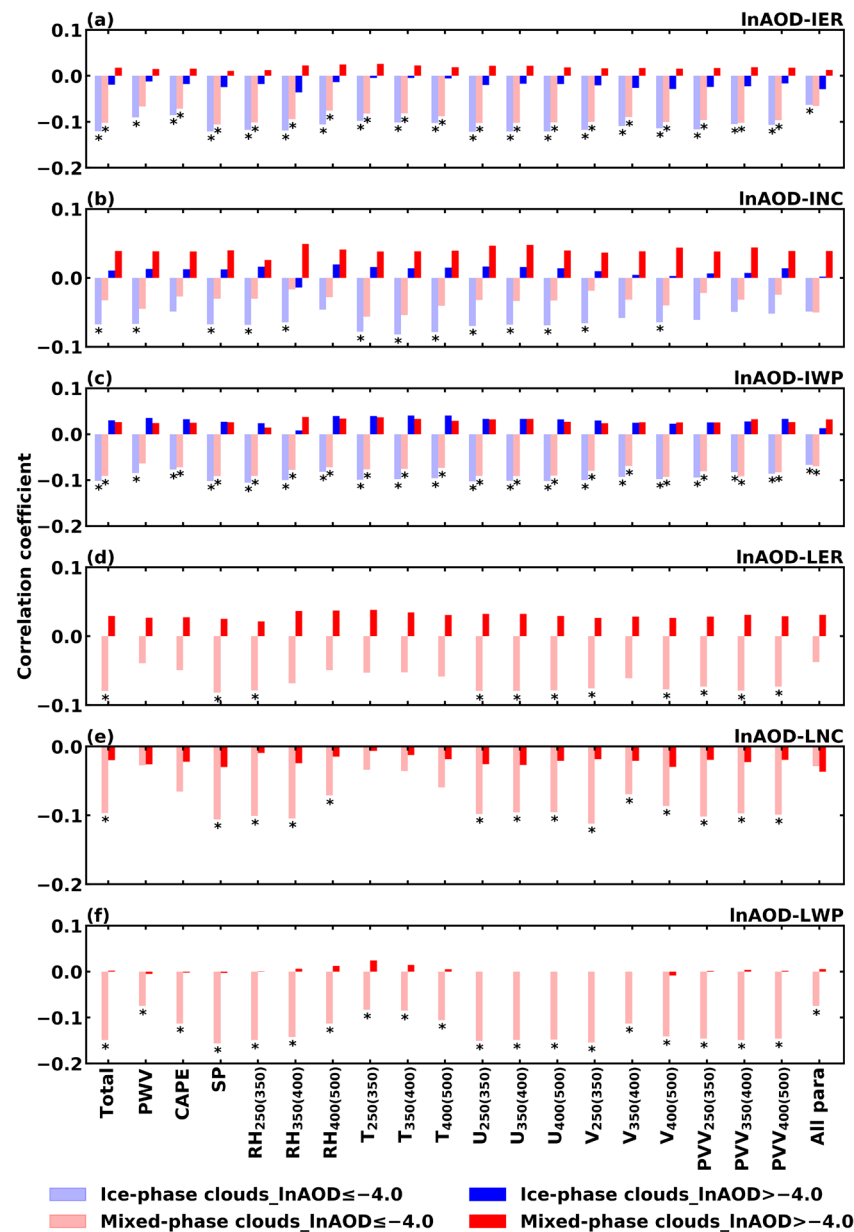 (a) lnAOD-IER
0.1
0.0
−0.1
−0.2
(b) lnAOD-INC
0.1
0.0
−0.1
(c) lnAOD-IWP
0.1
0.0
−0.1
−0.2
(d) lnAOD-LER
0.1
0.0
−0.1
(e) lnAOD-LNC
0.0
−0.1
−0.2
(f) lnAOD-LWP
0.1
0.0
−0.1
−0.2
Correlation coefficient
Total
PWV
CAPE
SP
RH250(350)
RH350(400)
RH400(500)
T250(350)
T350(400)
T400(500)
U250(350)
U350(400)
U400(500)
V250(350)
V350(400)
V400(500)
PVV250(350)
PVV350(400)
PVV400(500)
All para
Ice-phase clouds_lnAOD≤−4.0
Ice-phase clouds_lnAOD>−4.0
Mixed-phase clouds_lnAOD≤−4.0
Mixed-phase clouds_lnAOD>−4.0